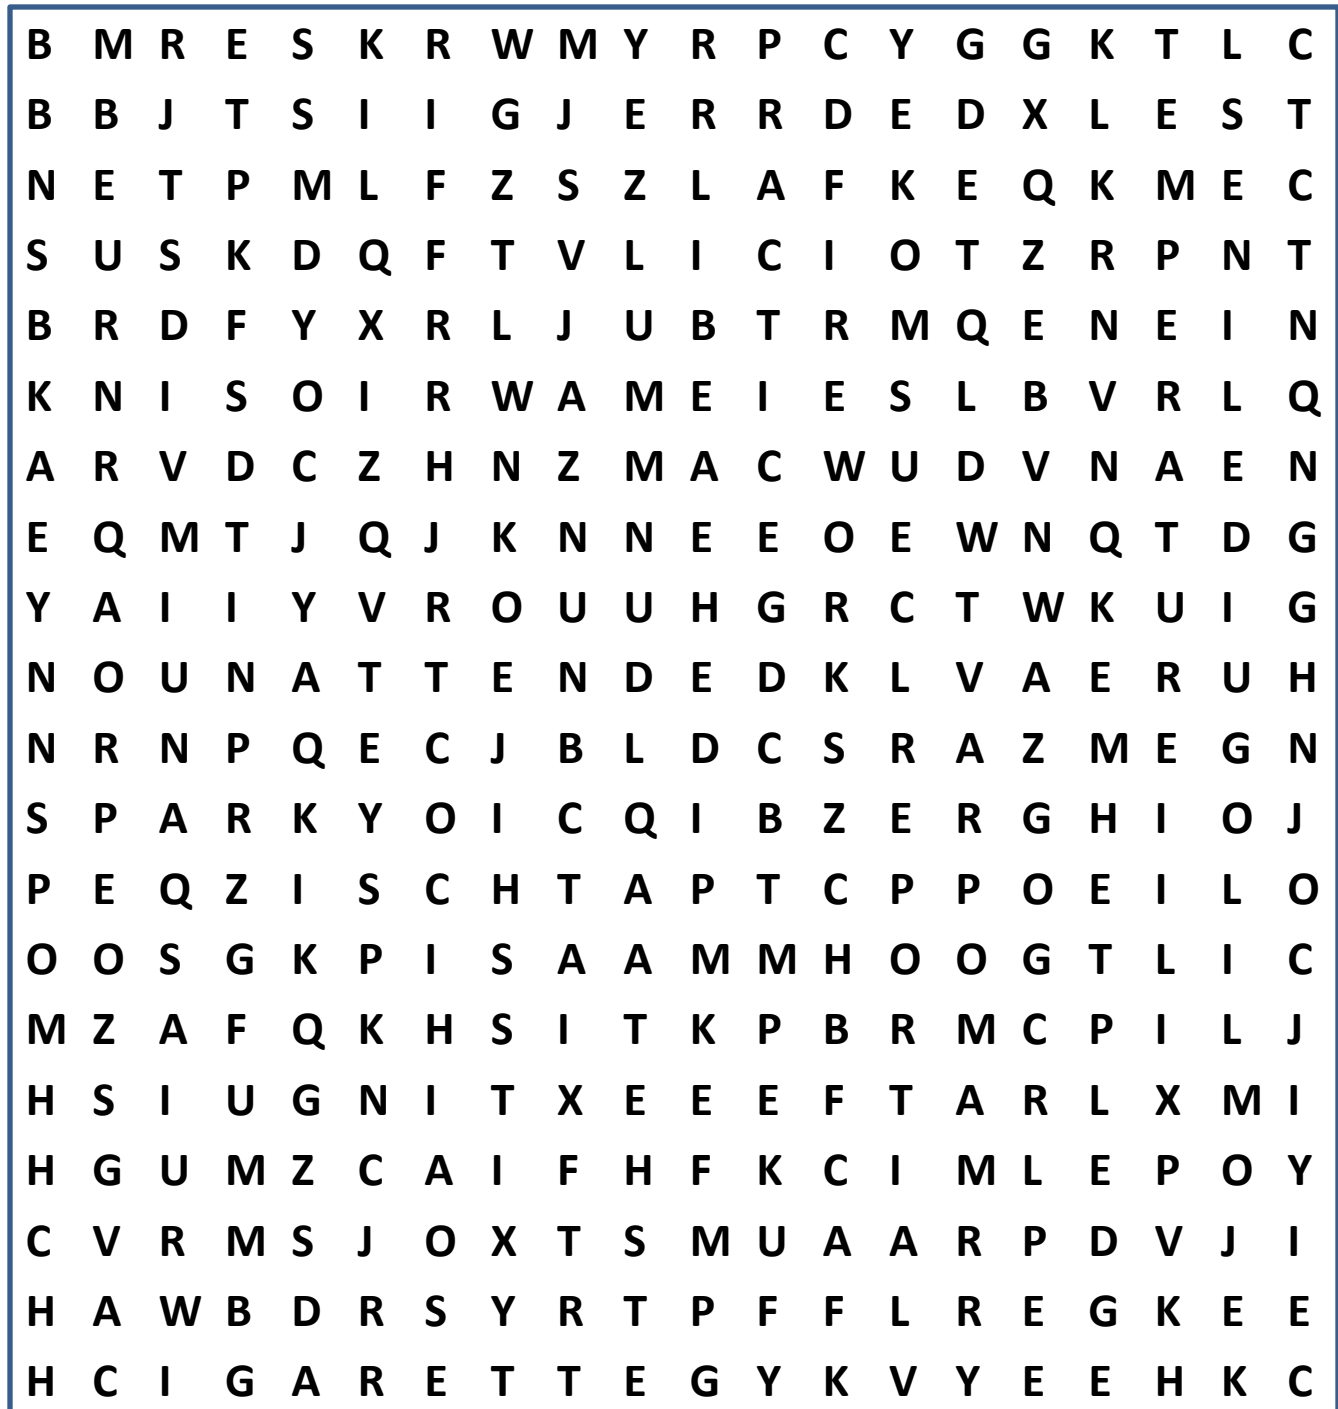 B M R E S K R W M Y R P C Y G G K T L C
B B J T S I I G J E R R D E D X L E S T
N E T P M L F Z S Z L A F K E Q K M E C
S U S K D Q F T V L I C I O T Z R P N T
B R D F Y X R L J U B T R M Q E N E I N
K N I S O I R W A M E I E S L B V R L Q
A R V D C Z H N Z M A C W U D V N A E N
E Q M T J Q J K N N E E O E W N Q T D G
Y A I I Y V R O U U H G R C T W K U I G
N O U N A T T E N D E D K L V A E R U H
N R N P Q E C J B L D C S R A Z M E G N
S P A R K Y O I C Q I B Z E R G H I O J
P E Q Z I S C H T A P T C P P O E I L O
O O S G K P I S A A M M H O O G T L I C
M Z A F Q K H S I T K P B R M C P I L J
H S I U G N I T X E E E F T A R L X M I
H G U M Z C A I F H F K C I M L E P O Y
C V R M S J O X T S M U A A R P D V J I
H A W B D R S Y R T P F F L R E G K E E
H C I G A R E T T E G Y K V Y E E H K C